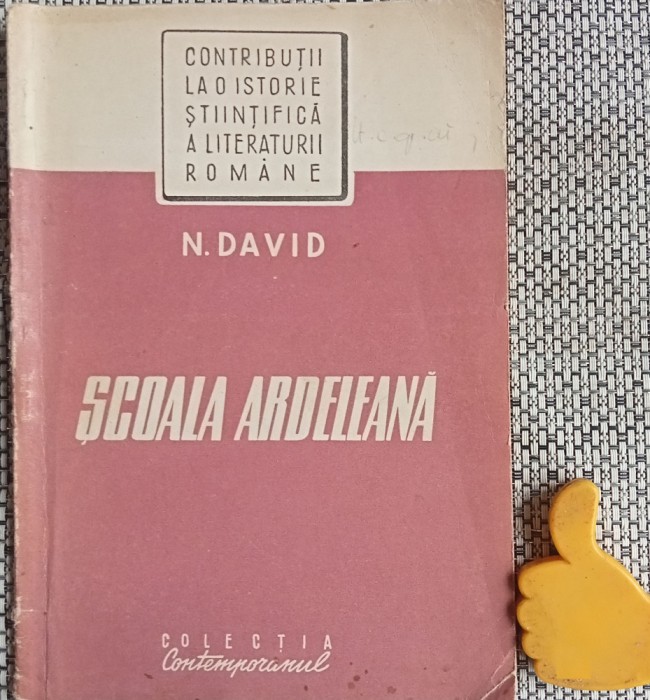 CONTRIBUȚII
LA O ISTORIE
ȘTIINȚIFICĂ
A LITERATURII
ROMÂNE
N. DAVID
ȘCOALA ARDELEANĂ
COLECȚIA
Contemporanul